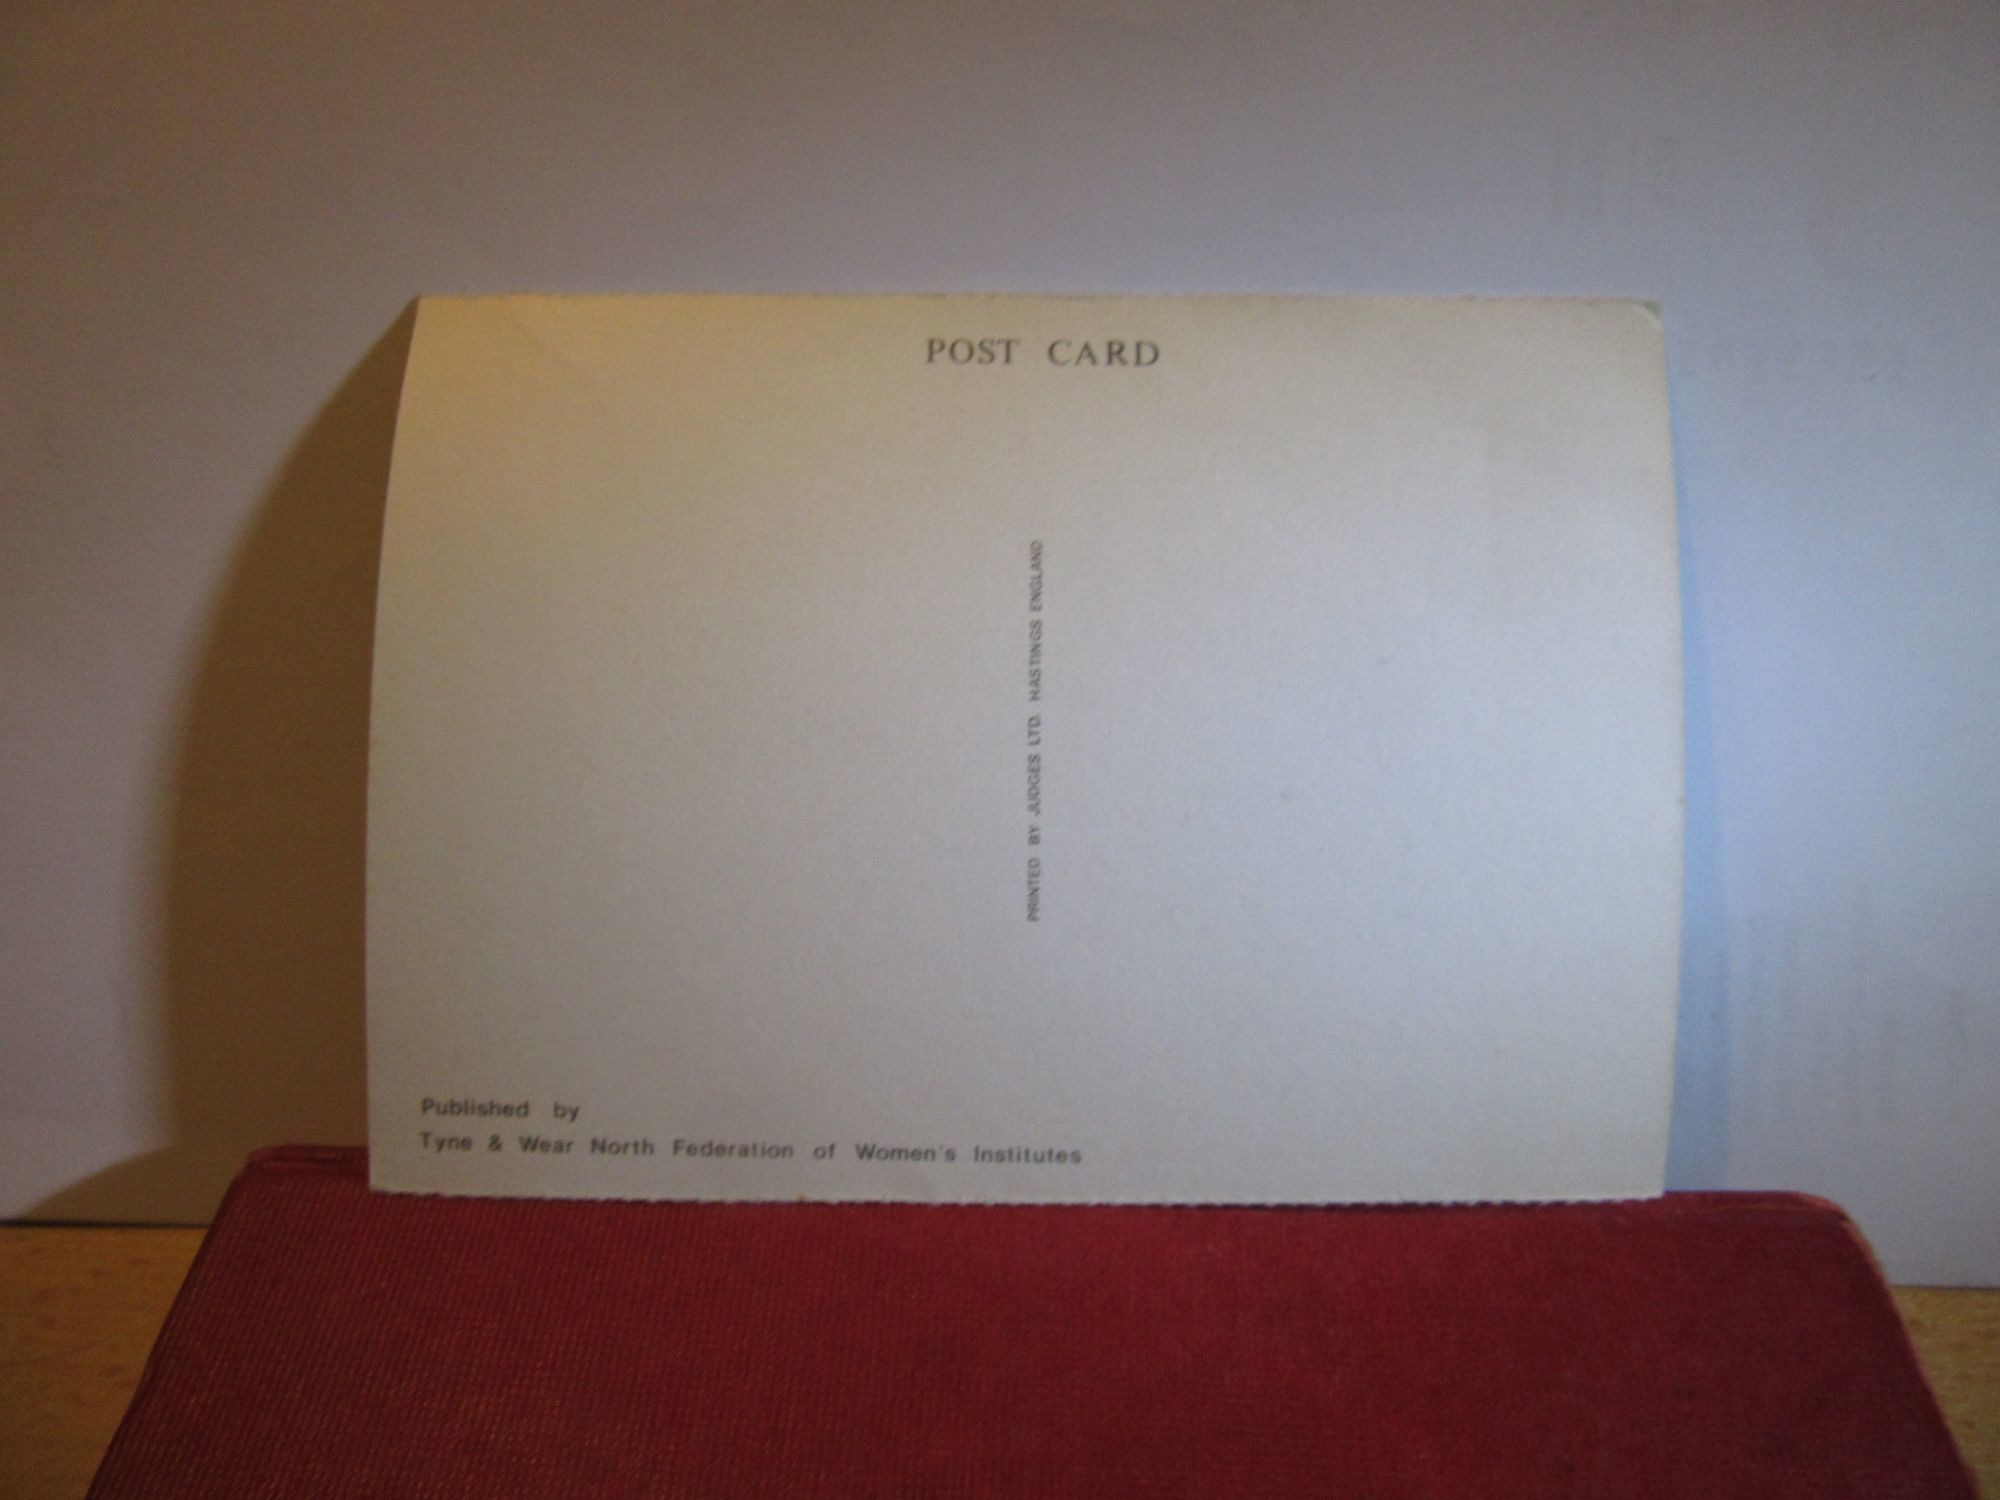 POST CARD
PRINTED BY JUDGES LTD. HASTINGS ENGLAND
Published by
Tyne & Wear North Federation of Women's Institutes